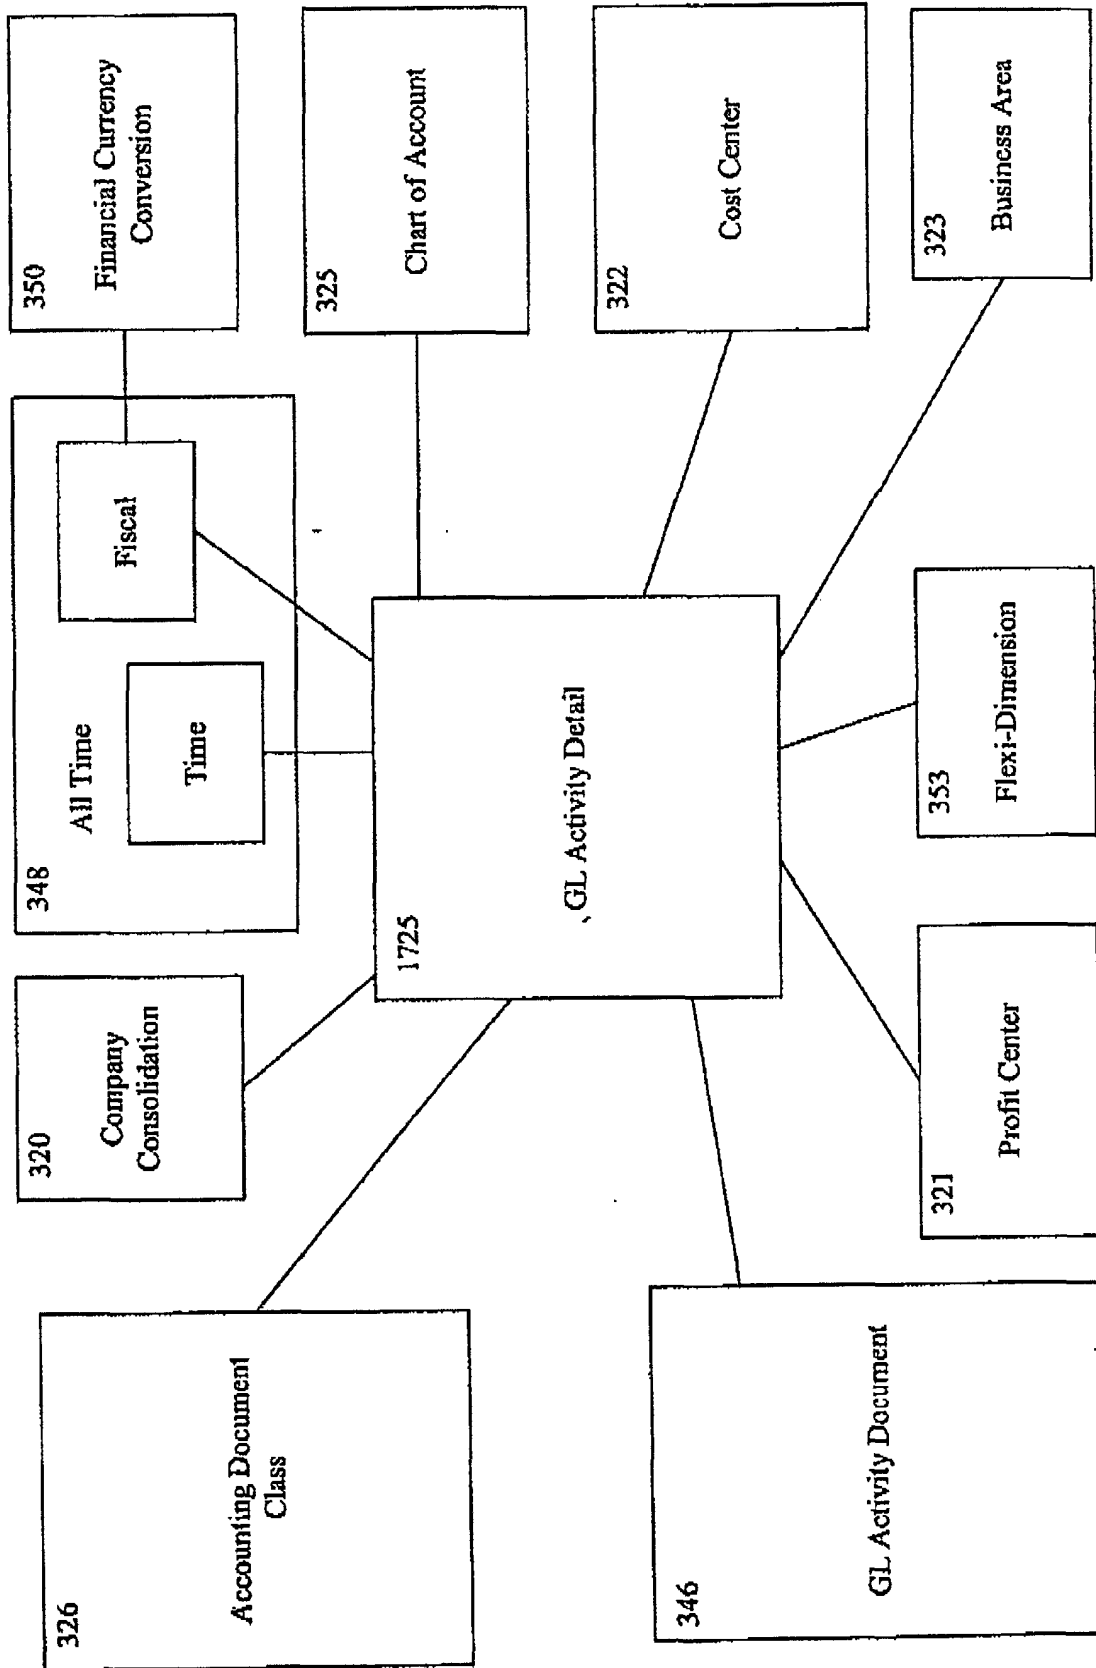 326
Accounting Document
Class
320
Company
Consolidation
348
All Time
Time
Fiscal
350
Financial Currency
Conversion
325
Chart of Account
1725
GL Activity Detail
322
Cost Center
346
GL Activity Document
321
Profit Center
353
Flexi-Dimension
323
Business Area